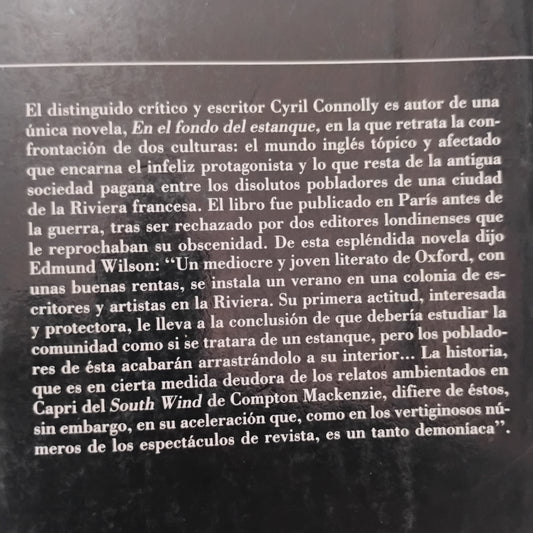 El distinguido crítico y escritor Cyril Connolly es autor de una
única novela, En el fondo del estanque, en la que retrata la con-
frontación de dos culturas: el mundo inglés tópico y afectado
que encarna el infeliz protagonista y lo que resta de la antigua
sociedad pagana entre los disolutos pobladores de una ciudad
de la Riviera francesa. El libro fue publicado en París antes de
la guerra, tras ser rechazado por dos editores londinenses que
le reprochaban su obscenidad. De esta espléndida novela dijo
Edmund Wilson: “Un mediocre y joven literato de Oxford, con
unas buenas rentas, se instala un verano en una colonia de es-
critores y artistas en la Riviera. Su primera actitud, interesada
y protectora, le lleva a la conclusión de que debería estudiar la
comunidad como si se tratara de un estanque, pero los poblado-
res de ésta acabarán arrastrándolo a su interior... La historia,
que es en cierta medida deudora de los relatos ambientados en
Capri del South Wind de Compton Mackenzie, difiere de éstos,
sin embargo, en su aceleración que, como en los vertiginosos nú-
meros de los espectáculos de revista, es un tanto demoníaca”.